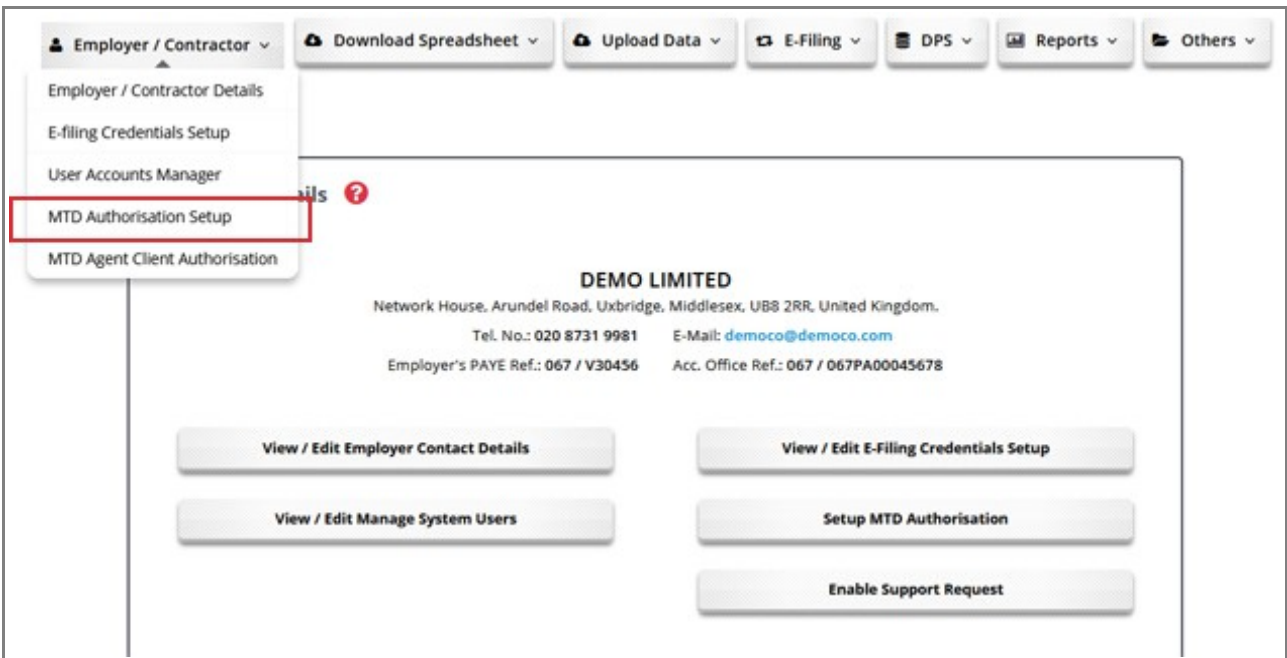 Employer / Contractor
Download Spreadsheet
Upload Data
E-Filing
DPS
Reports
Others
Employer / Contractor Details
E-filing Credentials Setup
User Accounts Manager
MTD Authorisation Setup
MTD Agent Client Authorisation
?
DEMO LIMITED
Network House, Arundel Road, Uxbridge, Middlesex, UB8 2RR, United Kingdom.
Tel. No.: 020 8731 9981 E-Mail: democo@democo.com
Employer's PAYE Ref.: 067 / V30456 Acc. Office Ref.: 067 / 067PA00045678
View / Edit Employer Contact Details
View / Edit E-Filing Credentials Setup
View / Edit Manage System Users
Setup MTD Authorisation
Enable Support Request